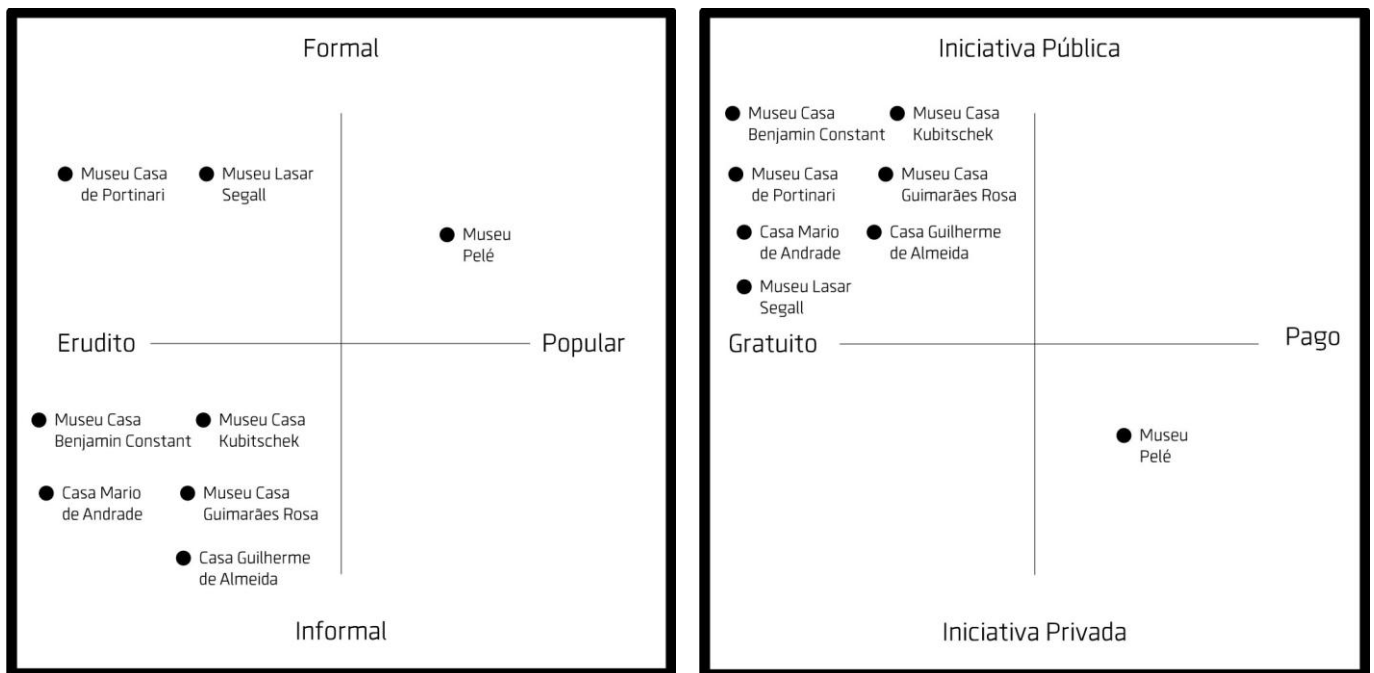 Formal
Museu Casa
de Portinari
Museu Lasar
Segall
Museu
Pelé
Erudito
Popular
Museu Casa
Benjamin Constant
Museu Casa
Kubitschek
Casa Mario
de Andrade
Museu Casa
Guimarães Rosa
Casa Guilherme
de Almeida
Informal
Iniciativa Pública
Museu Casa
Benjamin Constant
Museu Casa
Kubitschek
Museu Casa
de Portinari
Museu Casa
Guimarães Rosa
Casa Mario
de Andrade
Casa Guilherme
de Almeida
Museu Lasar
Segall
Gratuito
Pago
Museu
Pelé
Iniciativa Privada